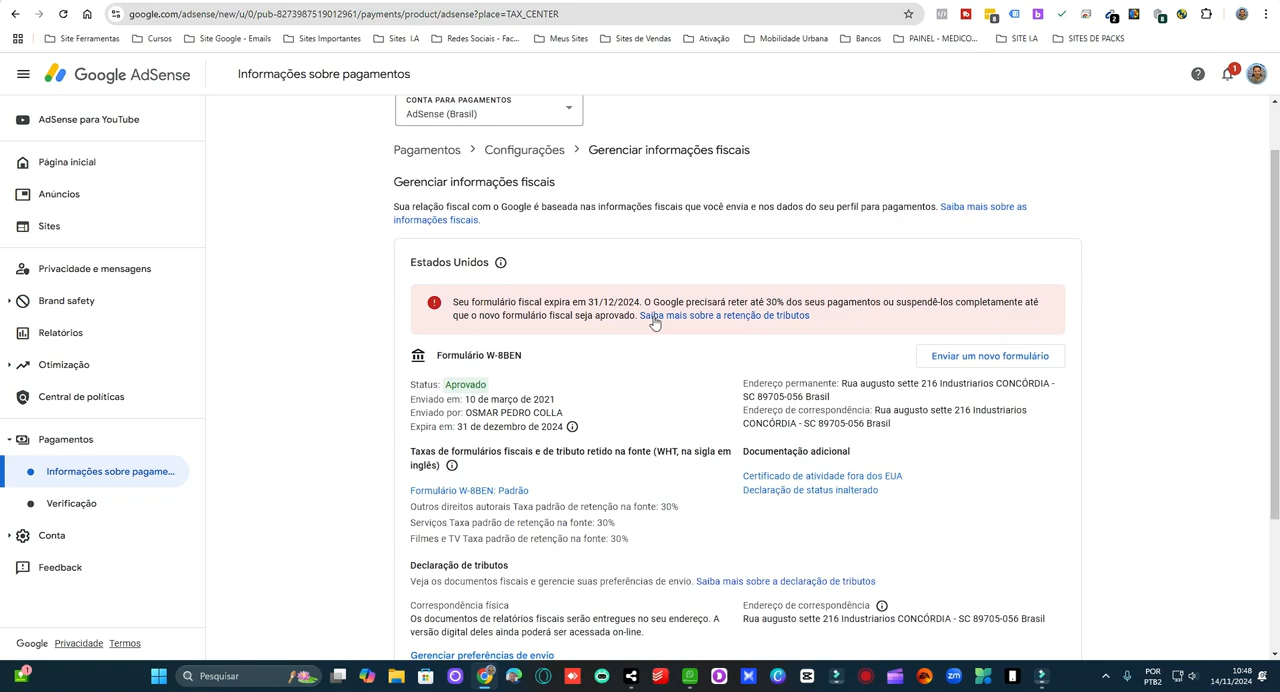 google.com/adsense/new/u/0/pub-8273987519012961/payments/product/adsense?place=TAX_CENTER
Site Ferramentas
Cursos
Site Google - Emails
Sites Importantes
Sites I.A
Redes Sociais - Fac...
Meus Sites
Sites de Vendas
Ativação
Mobilidade Urbana
Bancos
PAINEL - MEDICO...
SITE I.A
SITES DE PACKS
Google AdSense
Informações sobre pagamentos
1
CONTA PARA PAGAMENTOS
AdSense (Brasil)
AdSense para YouTube
Página inicial
Anúncios
Sites
Privacidade e mensagens
Brand safety
Relatórios
Otimização
Central de políticas
Pagamentos
Informações sobre pagame...
Verificação
Conta
Feedback
Google Privacidade Termos
Pagamentos > Configurações > Gerenciar informações fiscais
Gerenciar informações fiscais
Sua relação fiscal com o Google é baseada nas informações fiscais que você envia e nos dados do seu perfil para pagamentos. Saiba mais sobre as
informações fiscais.
Estados Unidos
Seu formulário fiscal expira em 31/12/2024. O Google precisará reter até 30% dos seus pagamentos ou suspendê-los completamente até
que o novo formulário fiscal seja aprovado. Saiba mais sobre a retenção de tributos
Formulário W-8BEN
Enviar um novo formulário
Status: Aprovado
Enviado em: 10 de março de 2021
Enviado por: OSMAR PEDRO COLLA
Expira em: 31 de dezembro de 2024
Endereço permanente: Rua augusto sette 216 Industriarios CONCÓRDIA -
SC 89705-056 Brasil
Endereço de correspondência: Rua augusto sette 216 Industriarios
CONCÓRDIA - SC 89705-056 Brasil
Taxas de formulários fiscais e de tributo retido na fonte (WHT, na sigla em
inglês)
Formulário W-8BEN: Padrão
Outros direitos autorais Taxa padrão de retenção na fonte: 30%
Serviços Taxa padrão de retenção na fonte: 30%
Filmes e TV Taxa padrão de retenção na fonte: 30%
Documentação adicional
Certificado de atividade fora dos EUA
Declaração de status inalterado
Declaração de tributos
Veja os documentos fiscais e gerencie suas preferências de envio. Saiba mais sobre a declaração de tributos
Correspondência física
Os documentos de relatórios fiscais serão entregues no seu endereço. A
versão digital deles ainda poderá ser acessada on-line.
Endereço de correspondência
Rua augusto sette 216 Industriarios CONCÓRDIA - SC 89705-056 Brasil
Gerenciar preferências de envio
Pesquisar
POR
PTB2
10:48
14/11/2024